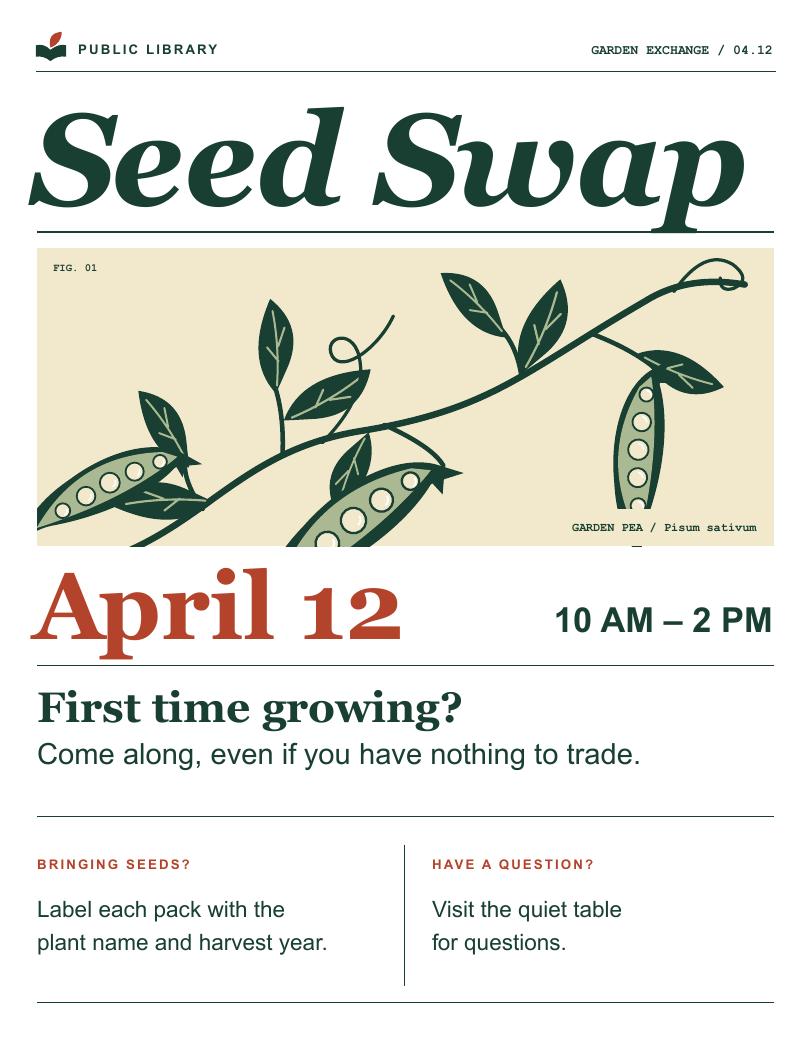 PUBLIC LIBRARY
GARDEN EXCHANGE / 04.12
Seed Swap
FIG. 01
GARDEN PEA / Pisum sativum
April 12
10 AM – 2 PM
First time growing?
Come along, even if you have nothing to trade.
BRINGING SEEDS?
Label each pack with the
plant name and harvest year.
HAVE A QUESTION?
Visit the quiet table
for questions.